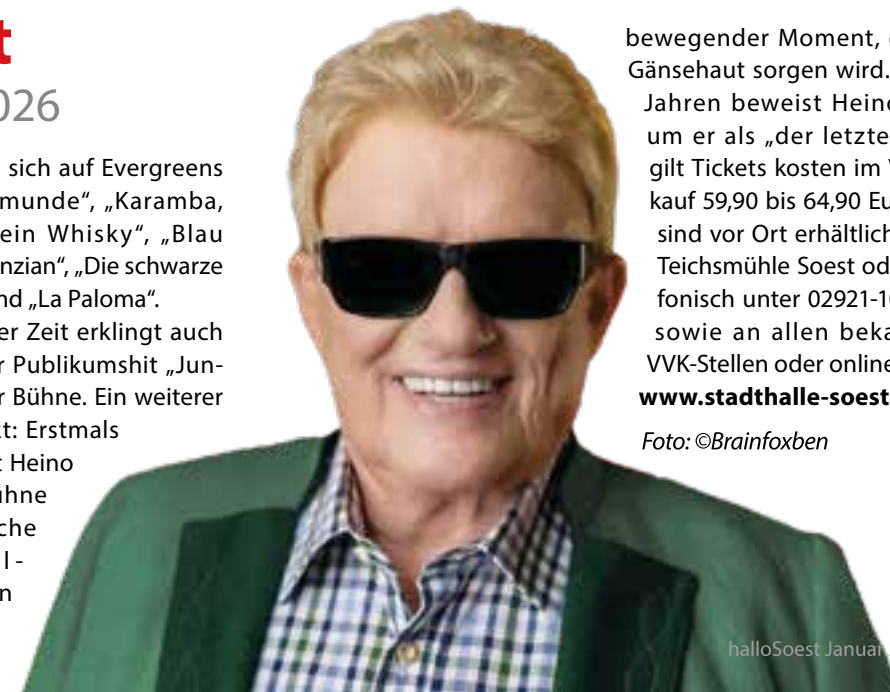 t
026
sich auf Evergreens
munde“, „Karamba,
ein Whisky“, „Blau
nzian“, „Die schwarze
nd „La Paloma“.
er Zeit erklingt auch
r Publikumshit „Jun-
r Bühne. Ein weiterer
t: Erstmals
t Heino
ühne
che
l-
n
bewegender Moment,
Gänsehaut sorgen wird.
Jahren beweist Heino
um er als „der letzte
gilt Tickets kosten im V
kauf 59,90 bis 64,90 Eu
sind vor Ort erhältlich
Teichsmühle Soest od
fonisch unter 02921-10
sowie an allen beka
VVK-Stellen oder online
www.stadthalle-soest
Foto: ©Brainfoxben
halloSoest Januar